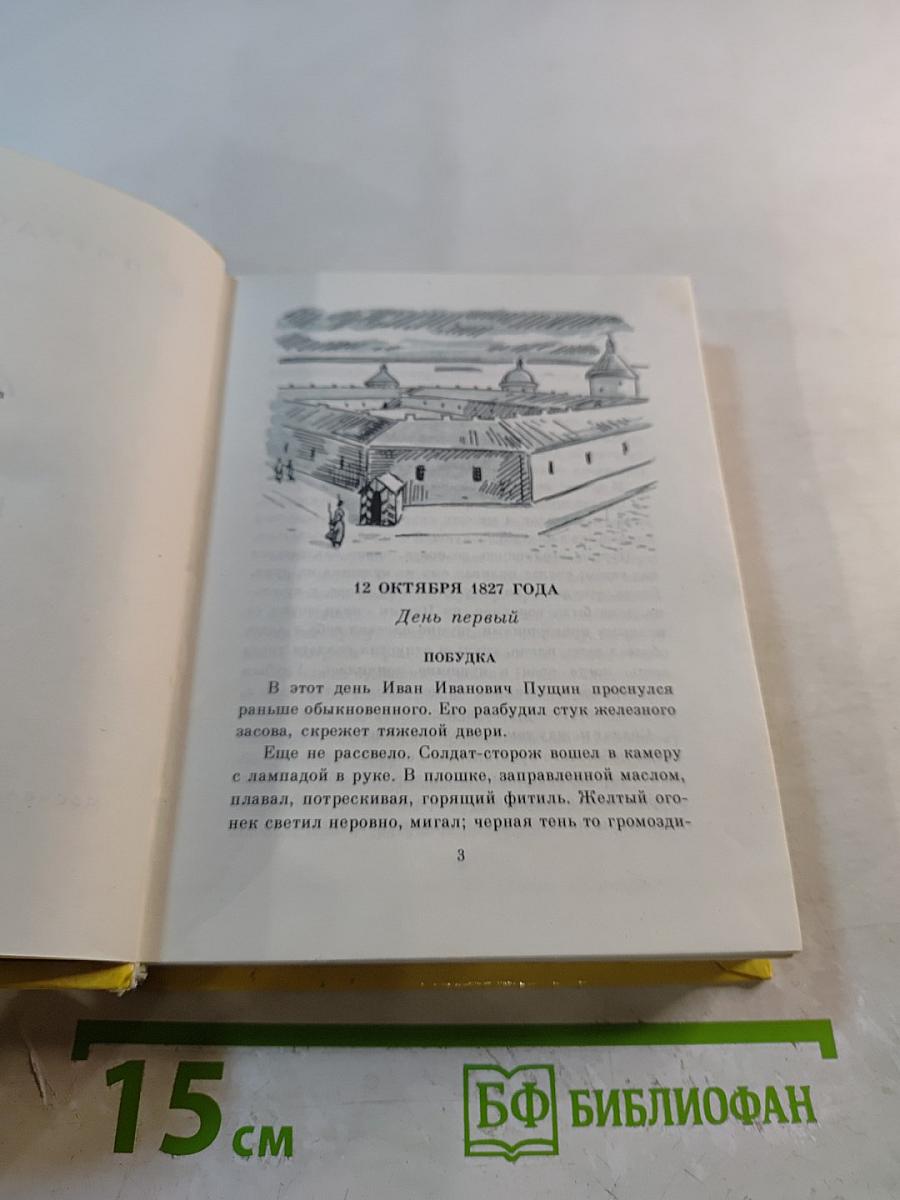 12 ОКТЯБРЯ 1827 ГОДА
День первый
ПОБУДКА
В этот день Иван Иванович Пущин проснулся
раньше обыкновенного. Его разбудил стук железного
засова, скрежет тяжелой двери.
Еще не рассвело. Солдат-сторож вошел в камеру
с лампадой в руке. В плошке, заправленной маслом,
плавал, потрескивая, горящий фитиль. Желтый ого-
нек светил неровно, мигал; черная тень то громозди-
3
15 см
БФ БИБЛИОФАН